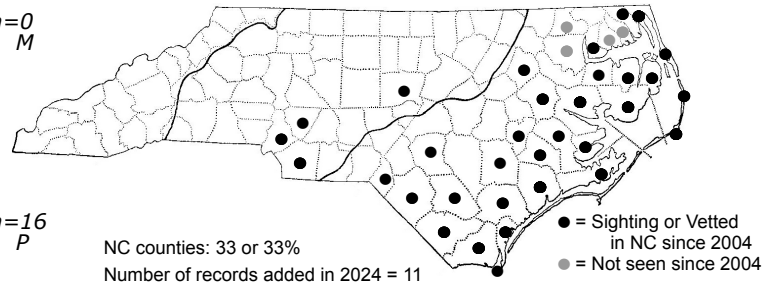 n=0
M
n=16
P
NC counties: 33 or 33%
Number of records added in 2024 = 11
● = Sighting or Vetted
in NC since 2004
● = Not seen since 2004